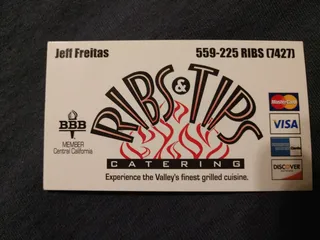 Jeff Freitas
559-225 RIBS (7427)
RIBS & TIPS
CATERING
Experience the Valley's finest grilled cuisine.
BBB
MEMBER
Central California
MasterCard
VISA
DISCOVER